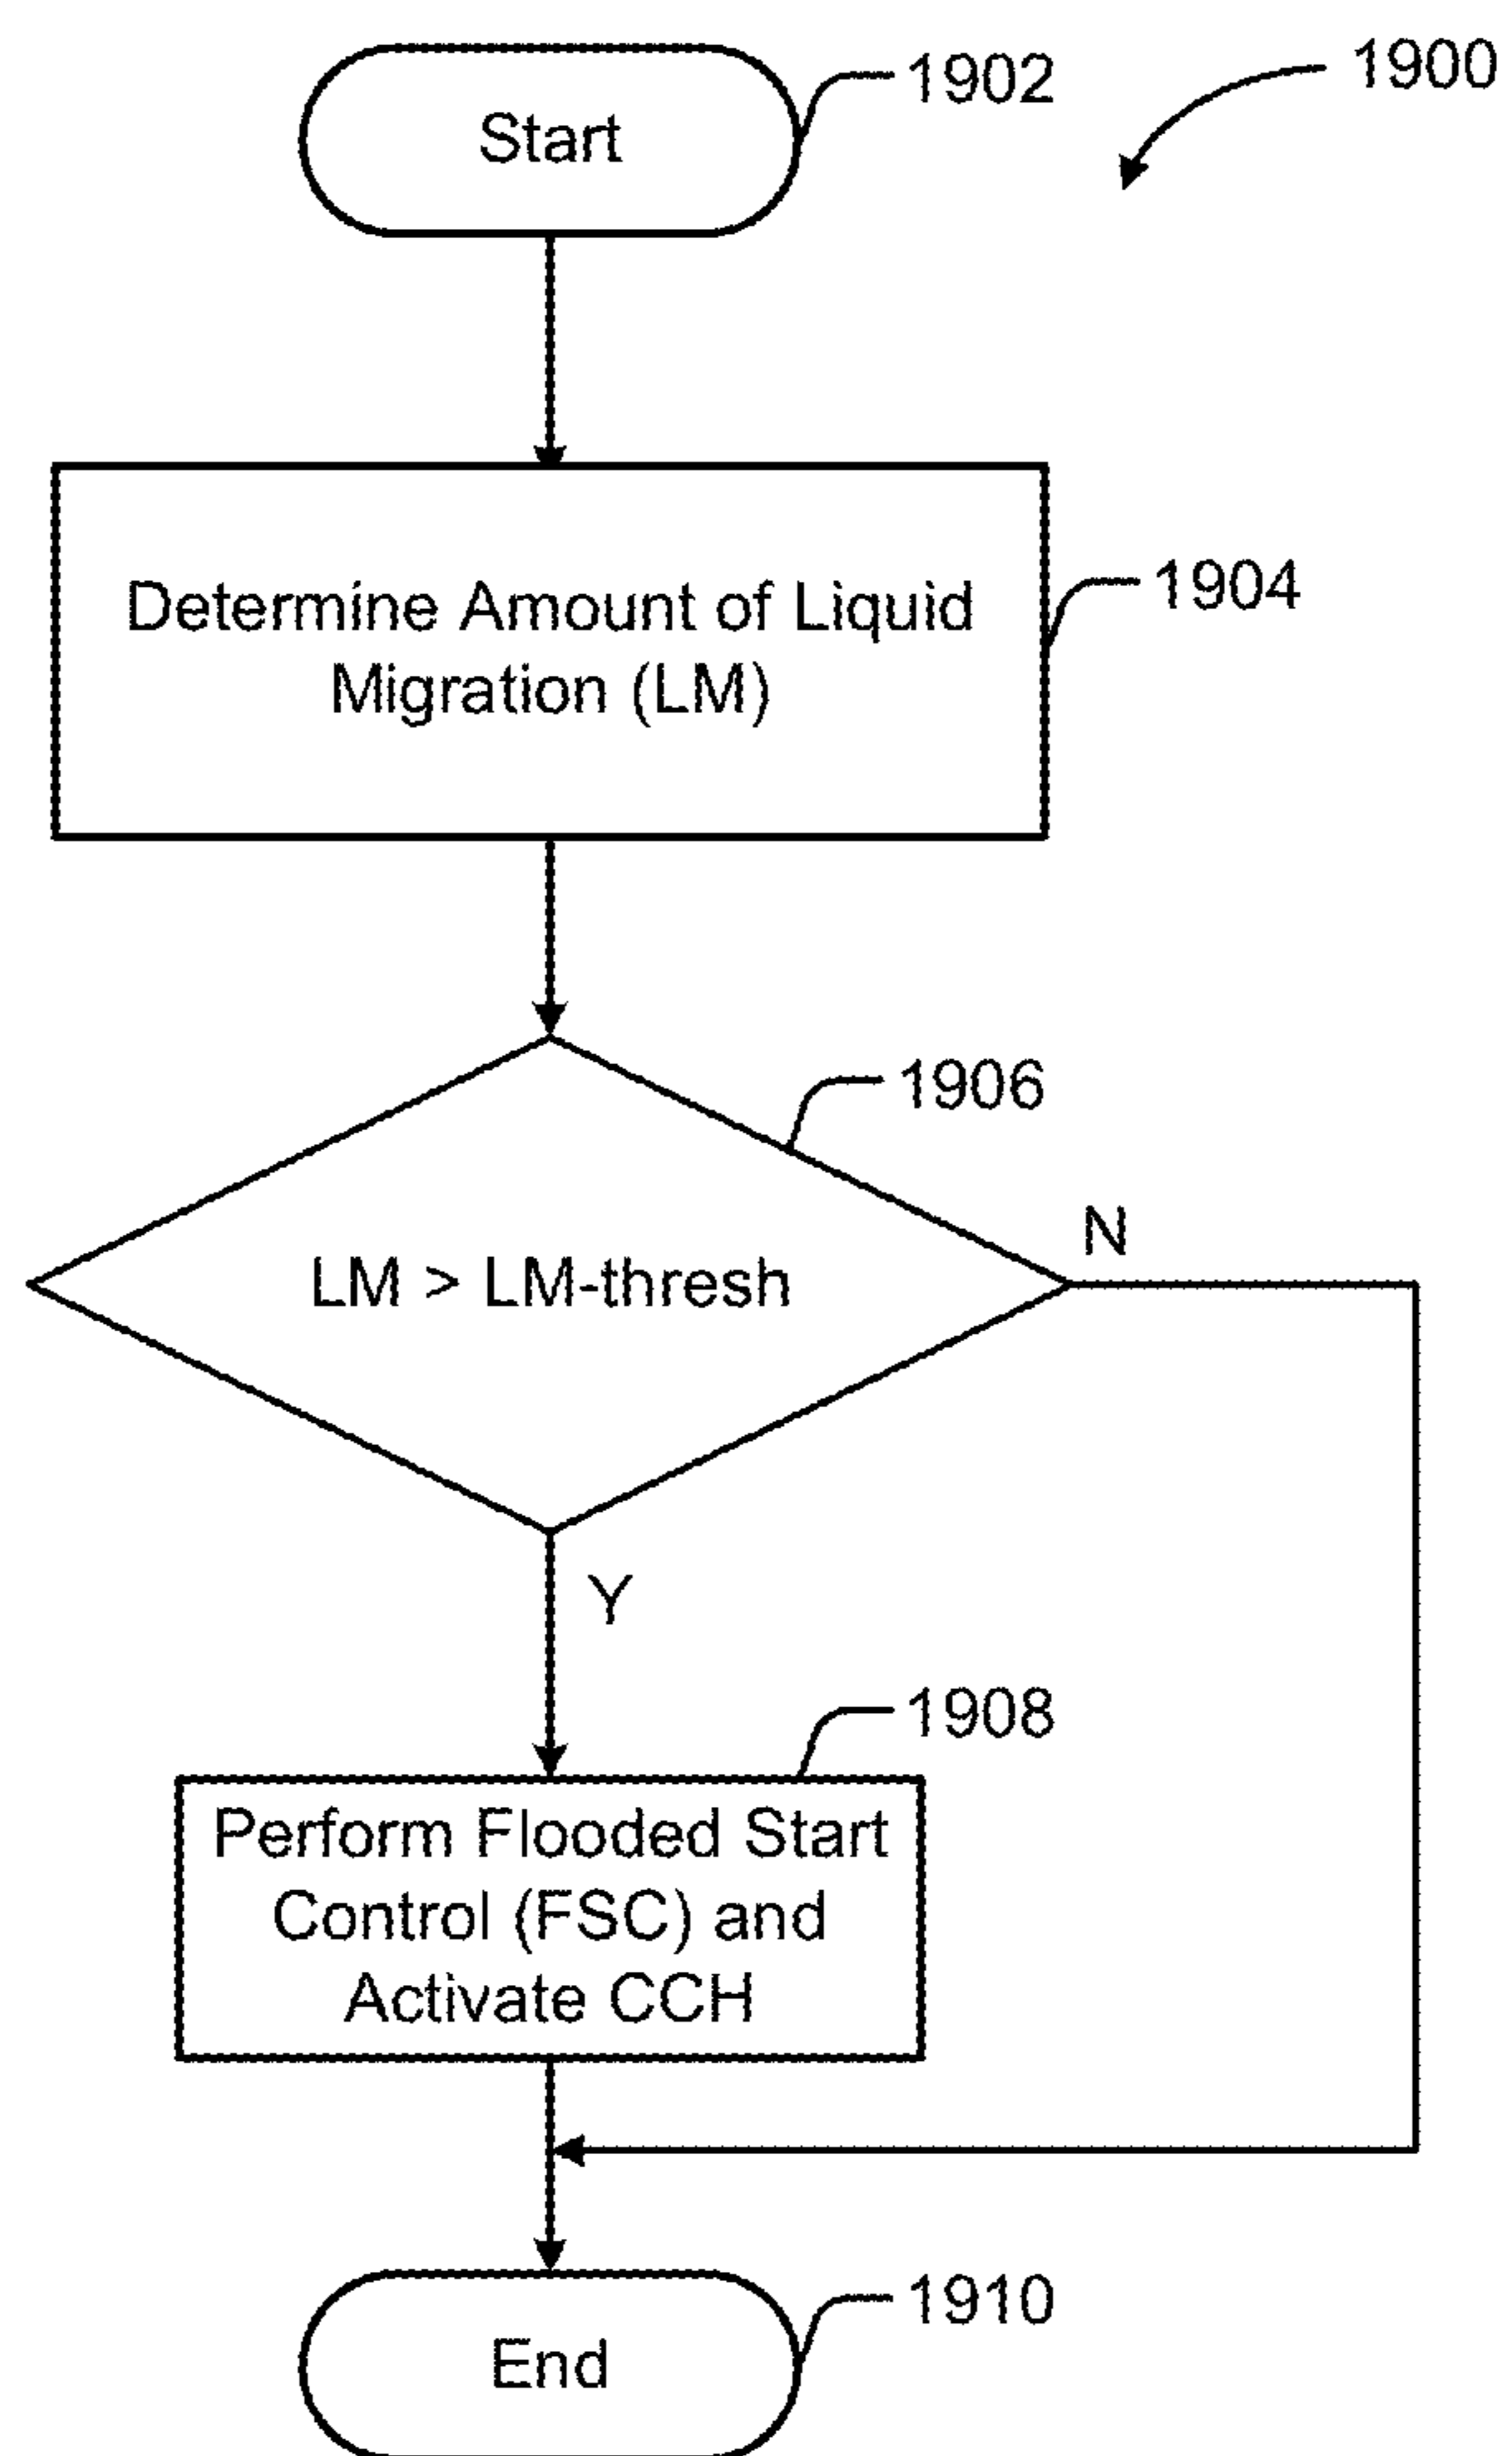 1902
1900
Start
1904
Determine Amount of Liquid
Migration (LM)
1906
N
LM > LM-thresh
Y
1908
Perform Flooded Start
Control (FSC) and
Activate CCH
1910
End